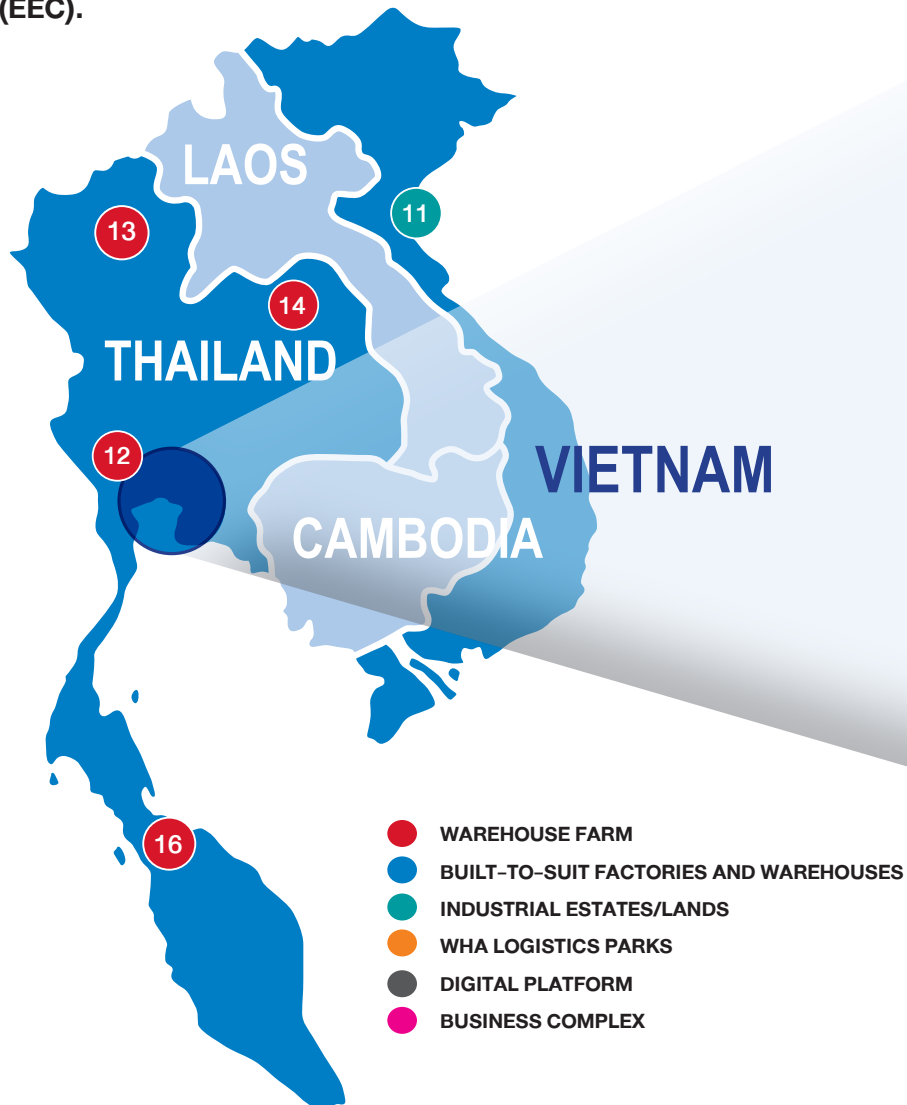 (EEC).
LAOS
11
13
14
THAILAND
12
VIETNAM
CAMBODIA
16
WAREHOUSE FARM
BUILT-TO-SUIT FACTORIES AND WAREHOUSES
INDUSTRIAL ESTATES/LANDS
WHA LOGISTICS PARKS
DIGITAL PLATFORM
BUSINESS COMPLEX